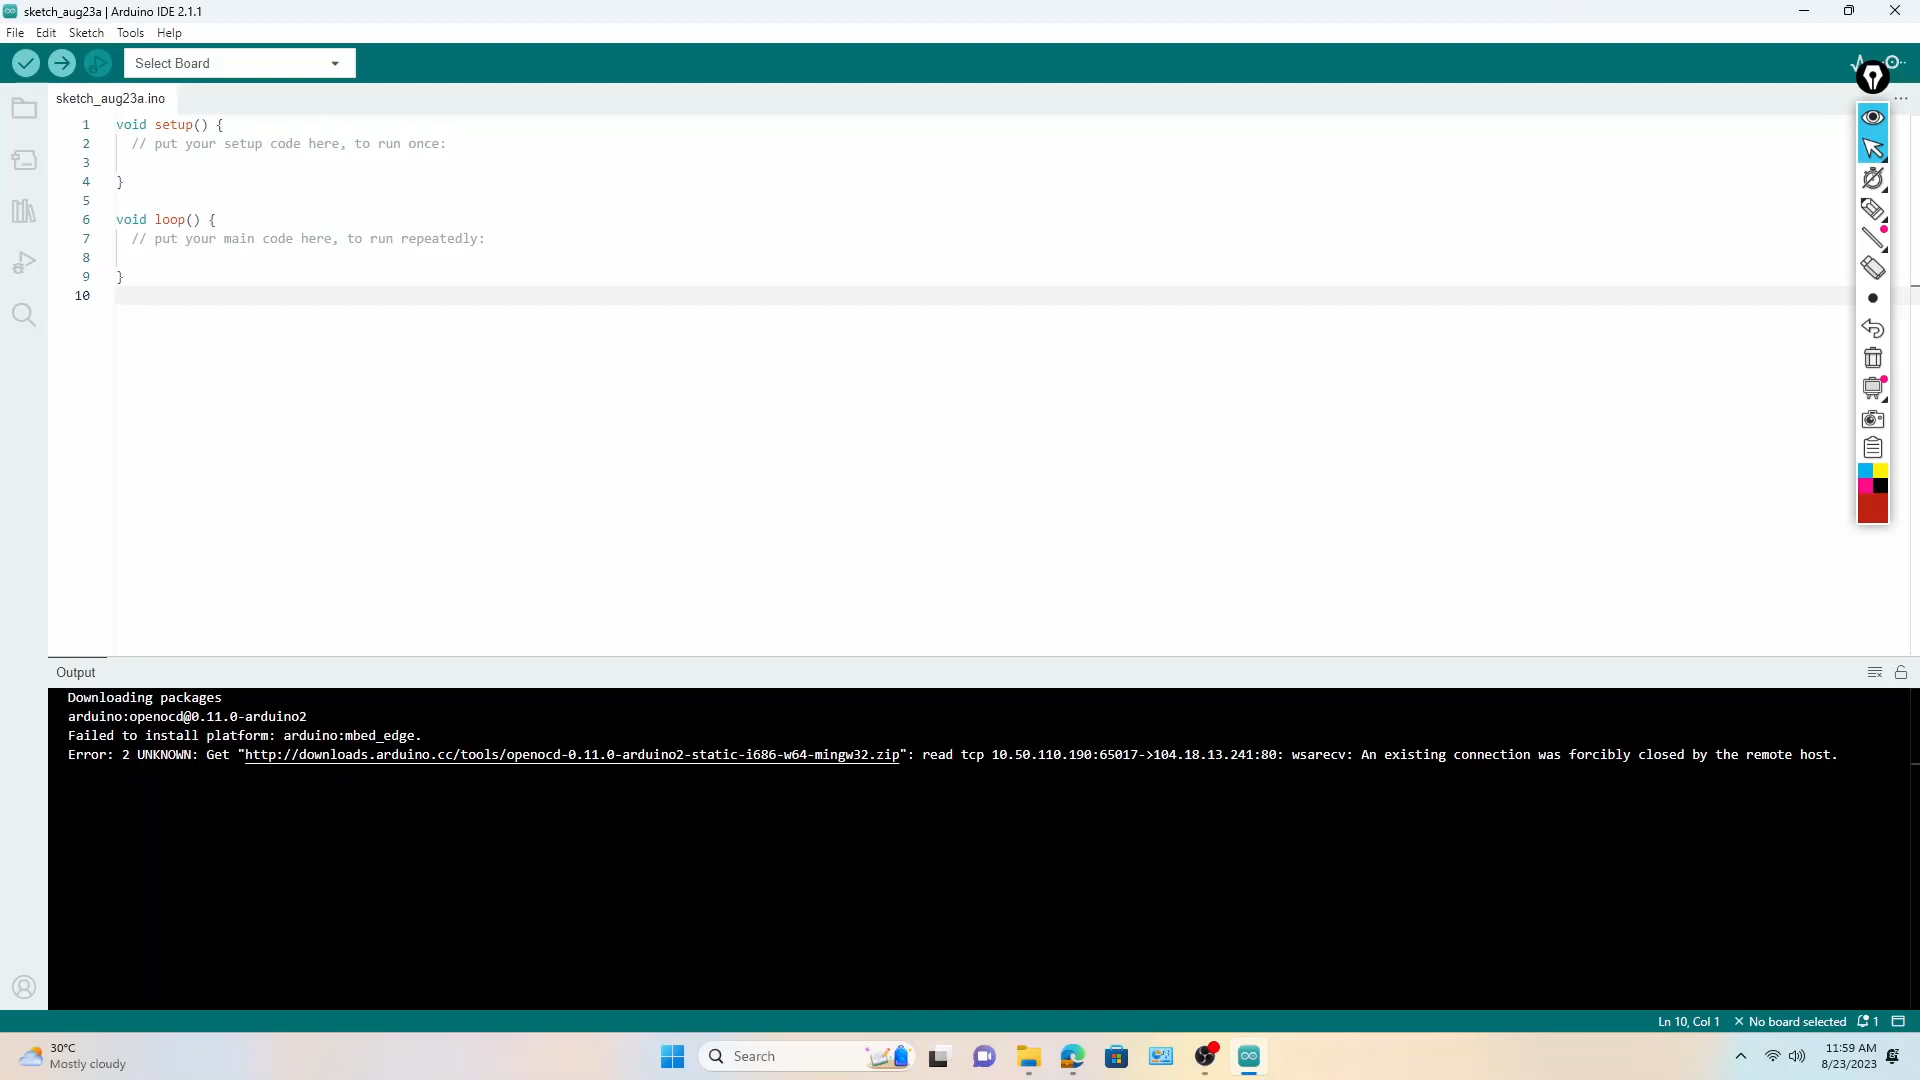 sketch_aug23a | Arduino IDE 2.1.1
File Edit Sketch Tools Help
Select Board
sketch_aug23a.ino
1 void setup() {
2 // put your setup code here, to run once:
3
4 }
5
6 void loop() {
7 // put your main code here, to run repeatedly:
8
9 }
10
Output
Downloading packages
arduino:openocd@0.11.0-arduino2
Failed to install platform: arduino:mbed_edge.
Error: 2 UNKNOWN: Get "http://downloads.arduino.cc/tools/openocd-0.11.0-arduino2-static-i686-w64-mingw32.zip": read tcp 10.50.110.190:65017->104.18.13.241:80: wsarecv: An existing connection was forcibly closed by the remote host.
Ln 10, Col 1 × No board selected 1
30°C
Mostly cloudy
Search
11:59 AM
8/23/2023